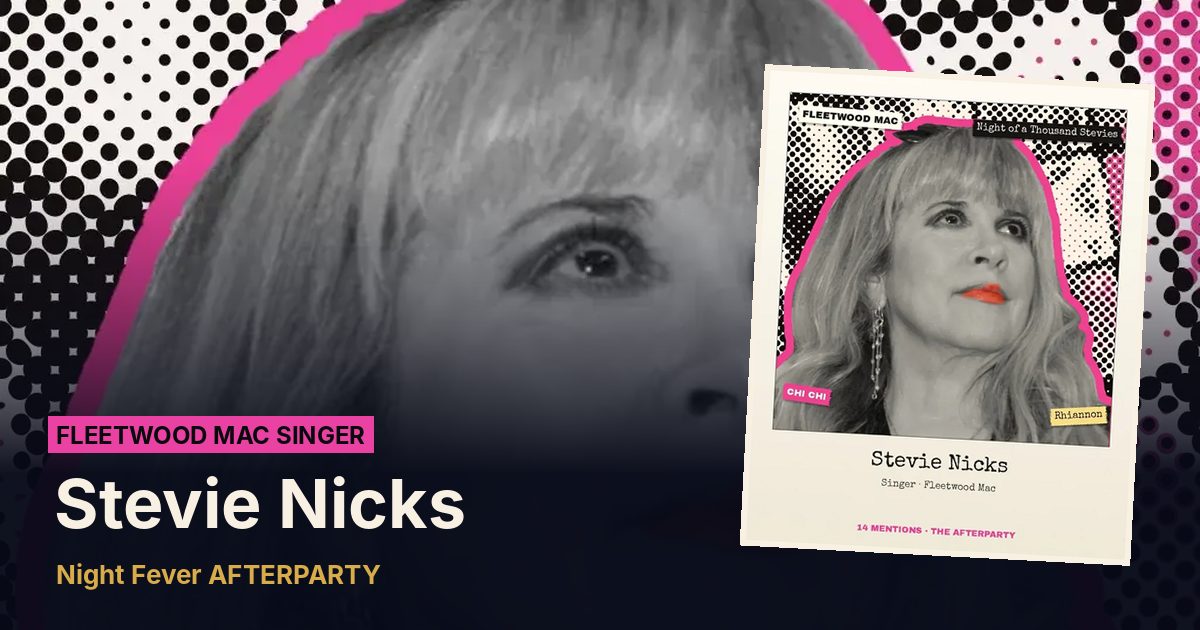 FLEETWOOD MAC SINGER
Stevie Nicks
Night Fever AFTERPARTY
FLEETWOOD MAC
Night of a Thousand Stevies
CHI CHI
Rhiannon
Stevie Nicks
Singer · Fleetwood Mac
14 MENTIONS · THE AFTERPARTY